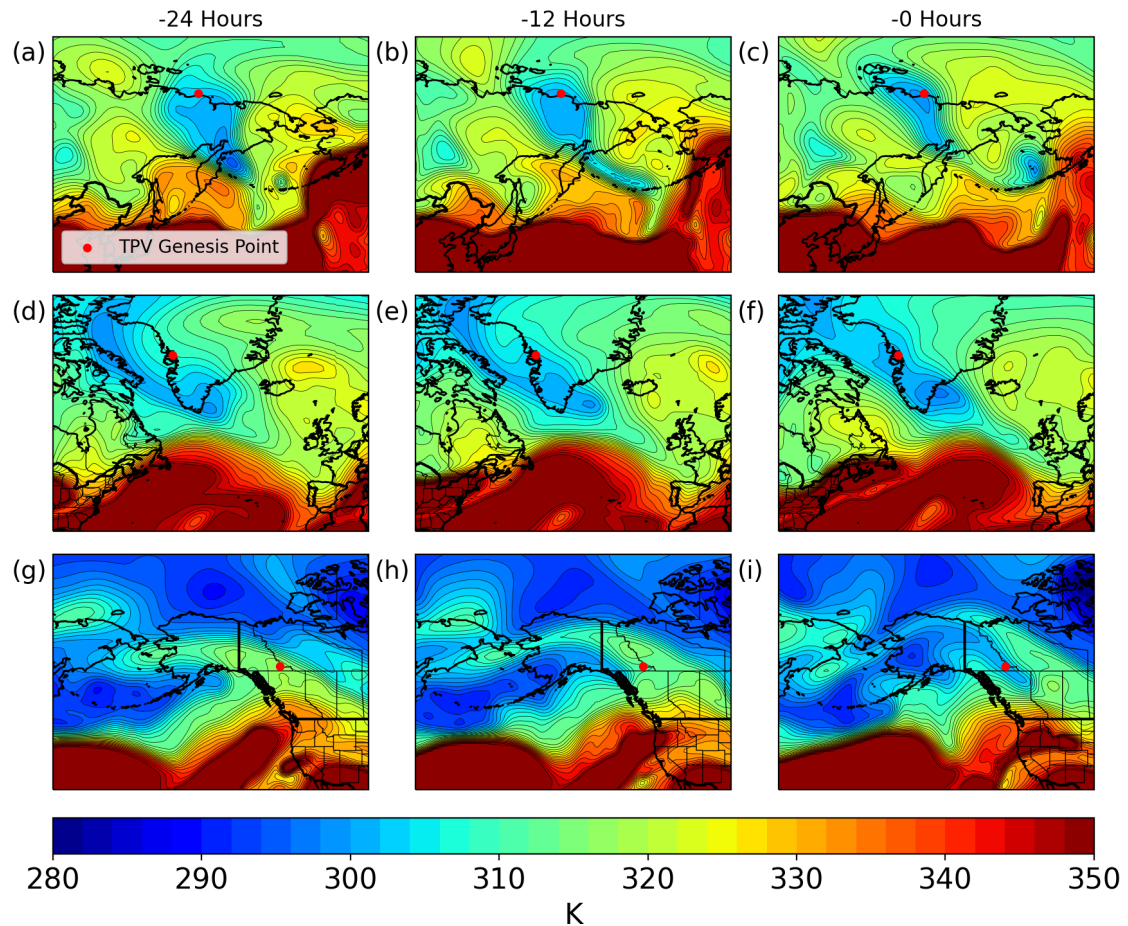 -24 Hours
-12 Hours
-0 Hours
(a)
(b)
(c)
TPV Genesis Point
(d)
(e)
(f)
(g)
(h)
(i)
280
290
300
310
320
330
340
350
K